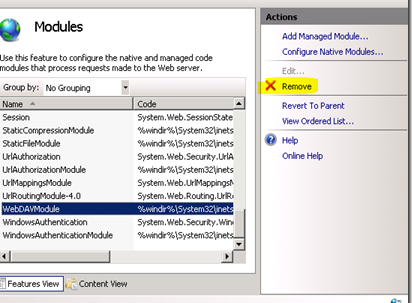 Modules
Use this feature to configure the native and managed code
modules that process requests made to the Web server.
Group by: No Grouping
Name Code
Session System.Web.SessionState
StaticCompressionModule %windir%\System32\inets
StaticFileModule %windir%\System32\inets
UrlAuthorization System.Web.Security.UrlA
UrlAuthorizationModule %windir%\System32\inets
UrlMappingsModule System.Web.UrlMappings
UrlRoutingModule-4.0 System.Web.Routing.UrlR
WebDAVModule %windir%\System32\inets
WindowsAuthentication System.Web.Security.Win
WindowsAuthenticationModule %windir%\System32\inets
Features View Content View
Actions
Add Managed Module...
Configure Native Modules...
Edit...
Remove
Revert To Parent
View Ordered List...
Help
Online Help